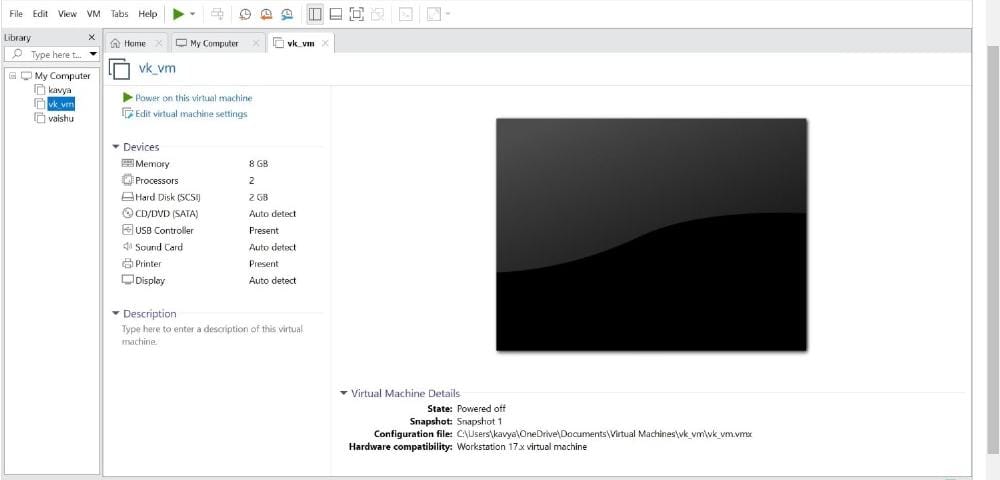 File Edit View VM Tabs Help
Library
Type here t...
Home My Computer vk_vm
My Computer
kavya
vk_vm
vaishu
vk_vm
Power on this virtual machine
Edit virtual machine settings
Devices
Memory 8 GB
Processors 2
Hard Disk (SCSI) 2 GB
CD/DVD (SATA) Auto detect
USB Controller Present
Sound Card Auto detect
Printer Present
Display Auto detect
Description
Type here to enter a description of this virtual
machine.
Virtual Machine Details
State: Powered off
Snapshot: Snapshot 1
Configuration file: C:\Users\kavya\OneDrive\Documents\Virtual Machines\vk_vm\vk_vm.vmx
Hardware compatibility: Workstation 17.x virtual machine